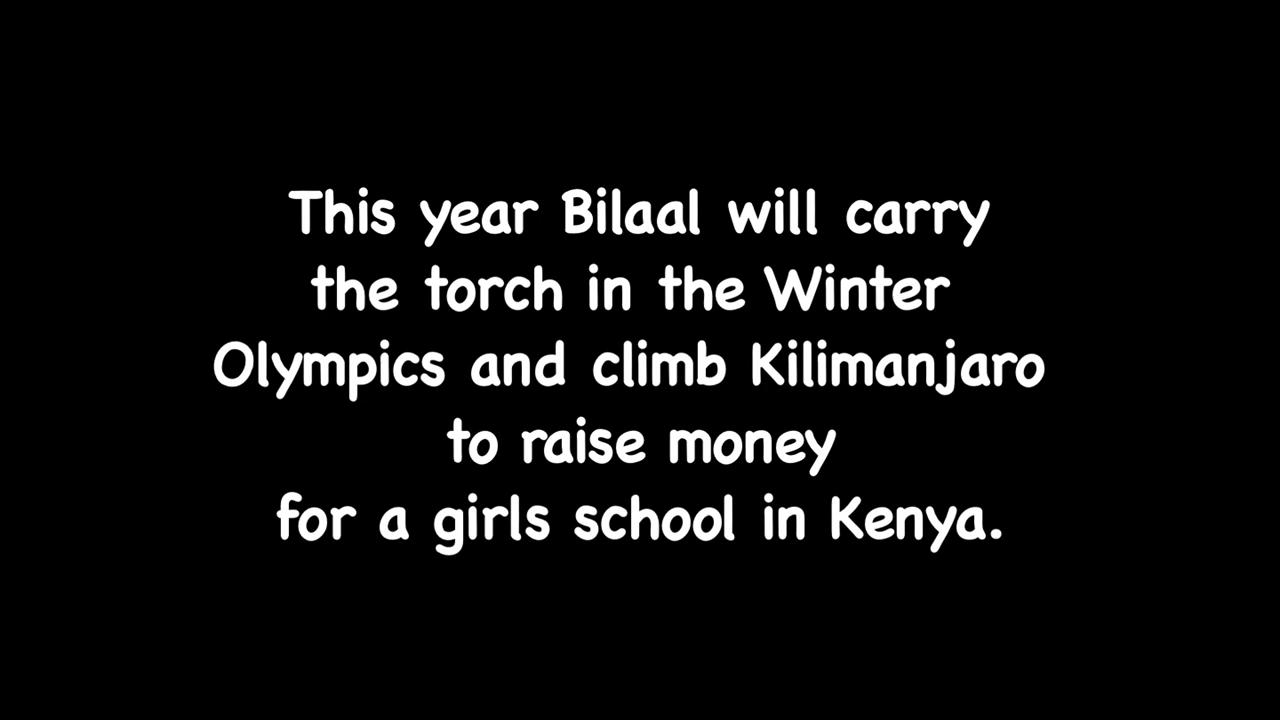 This year Bilaal will carry
the torch in the Winter
Olympics and climb Kilimanjaro
to raise money
for a girls school in Kenya.